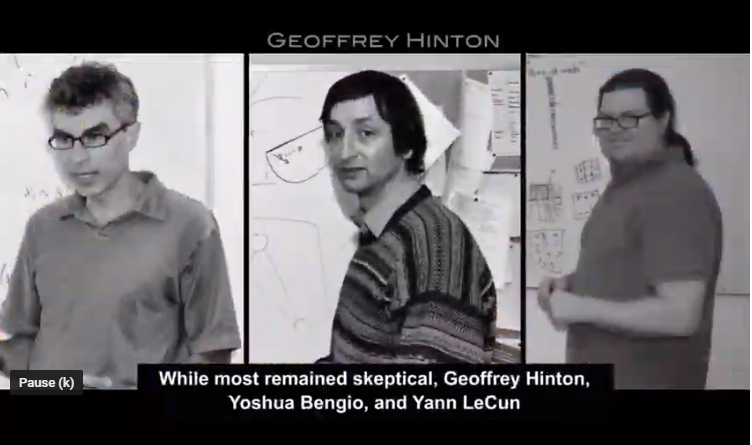 GEOFFREY HINTON
While most remained skeptical, Geoffrey Hinton,
Yoshua Bengio, and Yann LeCun
Pause (k)